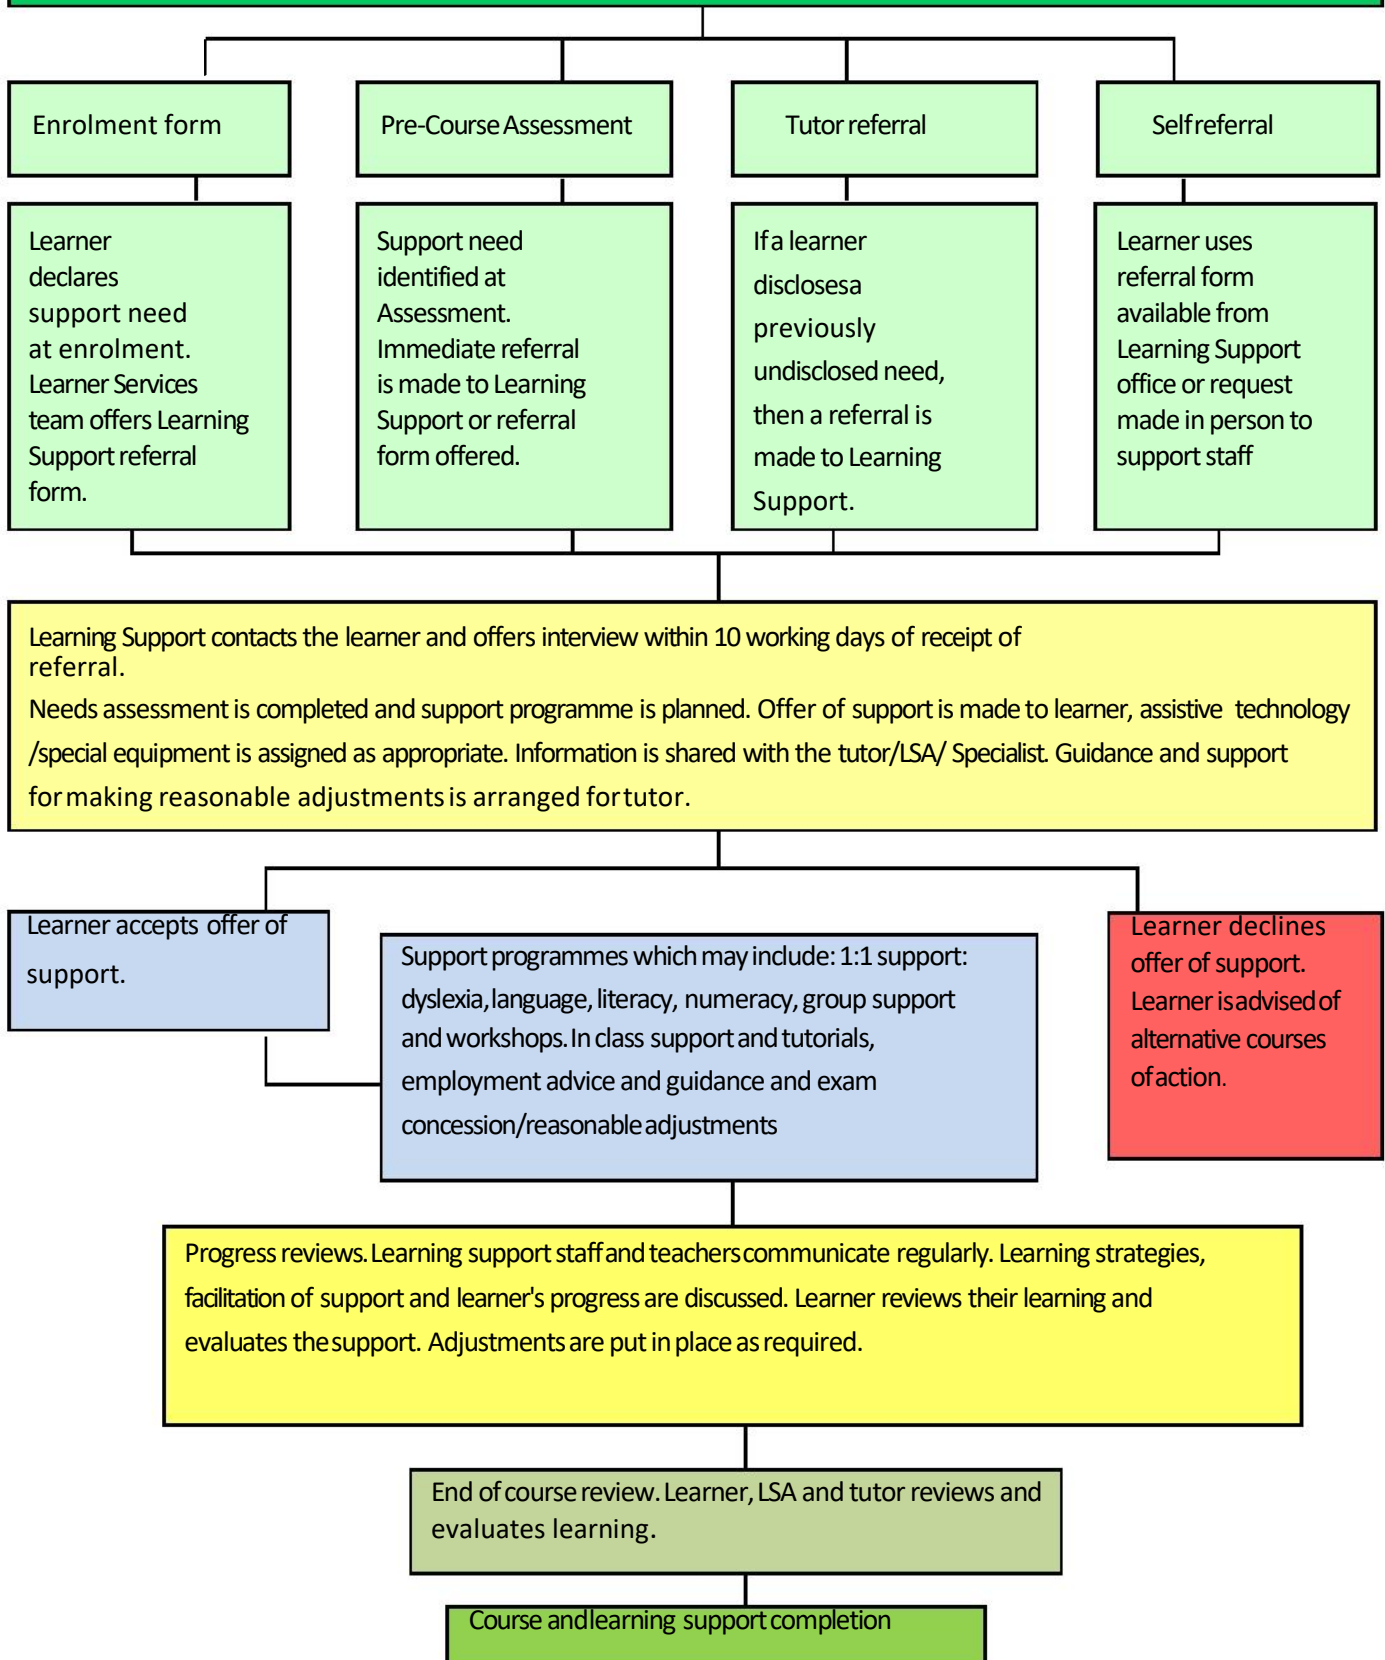 Enrolment form
Pre-Course Assessment
Tutor referral
Self referral
Learner
declares
support need
at enrolment.
Learner Services
team offers Learning
Support referral
form.
Support need
identified at
Assessment.
Immediate referral
is made to Learning
Support or referral
form offered.
If a learner
discloses a
previously
undisclosed need,
then a referral is
made to Learning
Support.
Learner uses
referral form
available from
Learning Support
office or request
made in person to
support staff
Learning Support contacts the learner and offers interview within 10 working days of receipt of
referral.
Needs assessment is completed and support programme is planned. Offer of support is made to learner, assistive technology
/special equipment is assigned as appropriate. Information is shared with the tutor/LSA/ Specialist. Guidance and support
for making reasonable adjustments is arranged for tutor.
Learner accepts offer of
support.
Support programmes which may include: 1:1 support:
dyslexia, language, literacy, numeracy, group support
and workshops. In class support and tutorials,
employment advice and guidance and exam
concession/reasonable adjustments
Learner declines
offer of support.
Learner is advised of
alternative courses
of action.
Progress reviews. Learning support staff and teachers communicate regularly. Learning strategies,
facilitation of support and learner's progress are discussed. Learner reviews their learning and
evaluates the support. Adjustments are put in place as required.
End of course review. Learner, LSA and tutor reviews and
evaluates learning.
Course and learning support completion